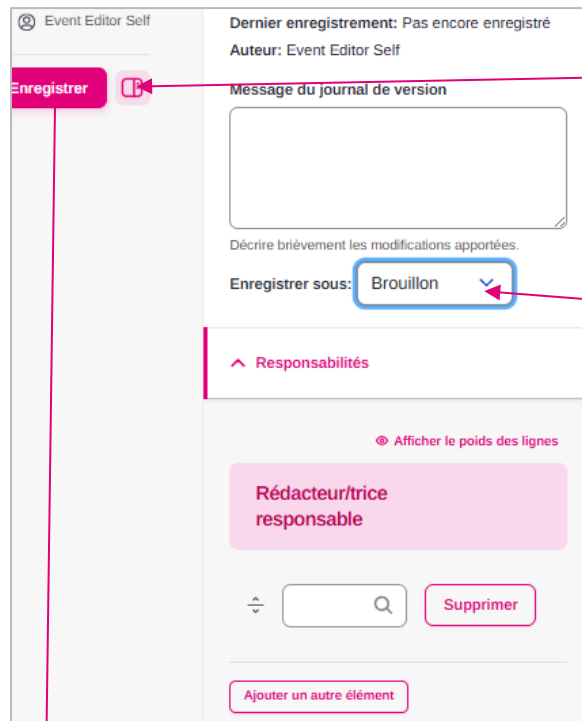 Event Editor Self
Enregistrer
Dernier enregistrement: Pas encore enregistré
Auteur: Event Editor Self
Message du journal de version
Décrire brièvement les modifications apportées.
Enregistrer sous: Brouillon
Responsabilités
Afficher le poids des lignes
Rédacteur/trice
responsable
Supprimer
Ajouter un autre élément